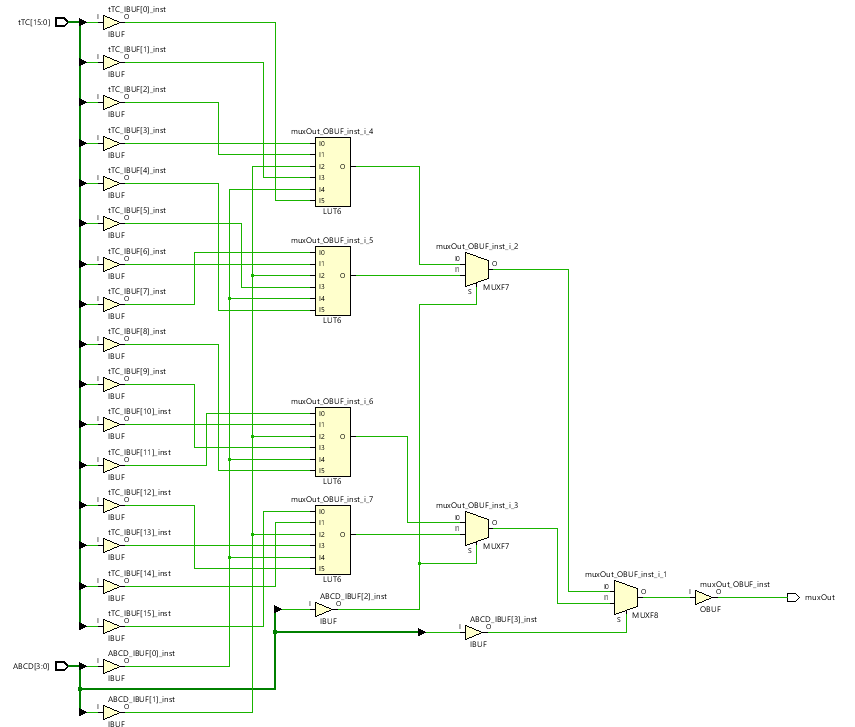 tTC[15:0]
tTC_IBUF[0]_inst
I O
IBUF
tTC_IBUF[1]_inst
I O
IBUF
tTC_IBUF[2]_inst
I O
IBUF
tTC_IBUF[3]_inst
I O
IBUF
tTC_IBUF[4]_inst
I O
IBUF
tTC_IBUF[5]_inst
I O
IBUF
tTC_IBUF[6]_inst
I O
IBUF
tTC_IBUF[7]_inst
I O
IBUF
tTC_IBUF[8]_inst
I O
IBUF
tTC_IBUF[9]_inst
I O
IBUF
tTC_IBUF[10]_inst
I O
IBUF
tTC_IBUF[11]_inst
I O
IBUF
tTC_IBUF[12]_inst
I O
IBUF
tTC_IBUF[13]_inst
I O
IBUF
tTC_IBUF[14]_inst
I O
IBUF
tTC_IBUF[15]_inst
I O
IBUF
ABCD[3:0]
ABCD_IBUF[0]_inst
I O
IBUF
ABCD_IBUF[1]_inst
I O
IBUF
muxOut_OBUF_inst_i_4
I0
I1
I2 O
I3
I4
I5
LUT6
muxOut_OBUF_inst_i_5
I0
I1
I2 O
I3
I4
I5
LUT6
muxOut_OBUF_inst_i_6
I0
I1
I2 O
I3
I4
I5
LUT6
muxOut_OBUF_inst_i_7
I0
I1
I2 O
I3
I4
I5
LUT6
ABCD_IBUF[2]_inst
I O
IBUF
muxOut_OBUF_inst_i_2
I0 O
I1
S MUXF7
muxOut_OBUF_inst_i_3
I0 O
I1
S MUXF7
ABCD_IBUF[3]_inst
I O
IBUF
muxOut_OBUF_inst_i_1
I0 O
I1
S MUXF8
muxOut_OBUF_inst
I O
OBUF
muxOut